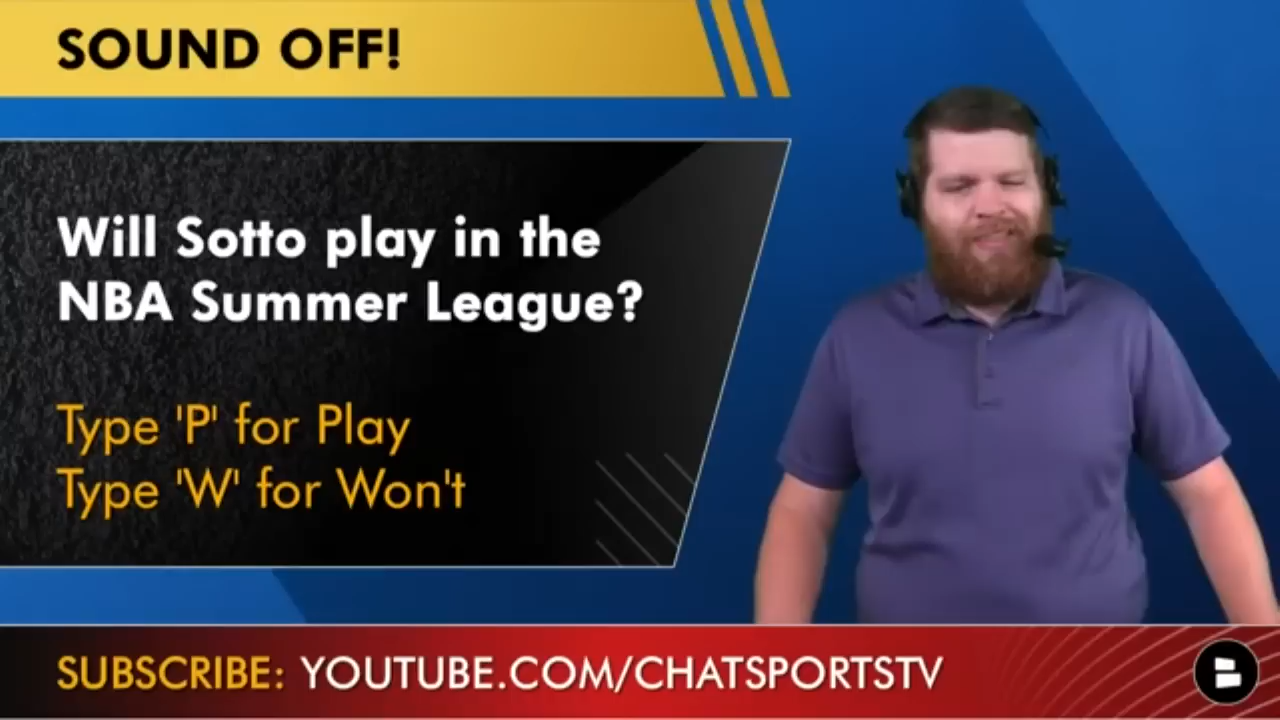 SOUND OFF!
Will Sotto play in the
NBA Summer League?
Type 'P' for Play
Type 'W' for Won't
SUBSCRIBE: YOUTUBE.COM/CHATSPORTSTV